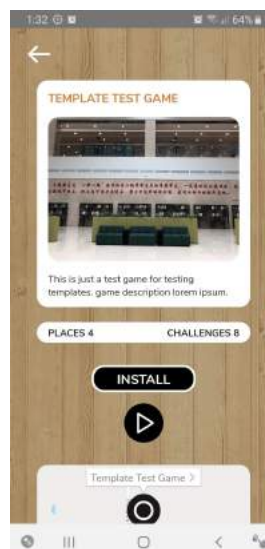 1:32
64%
TEMPLATE TEST GAME
This is just a test game for testing
templates, game description lorem ipsum.
PLACES 4 CHALLENGES 8
INSTALL
Template Test Game >